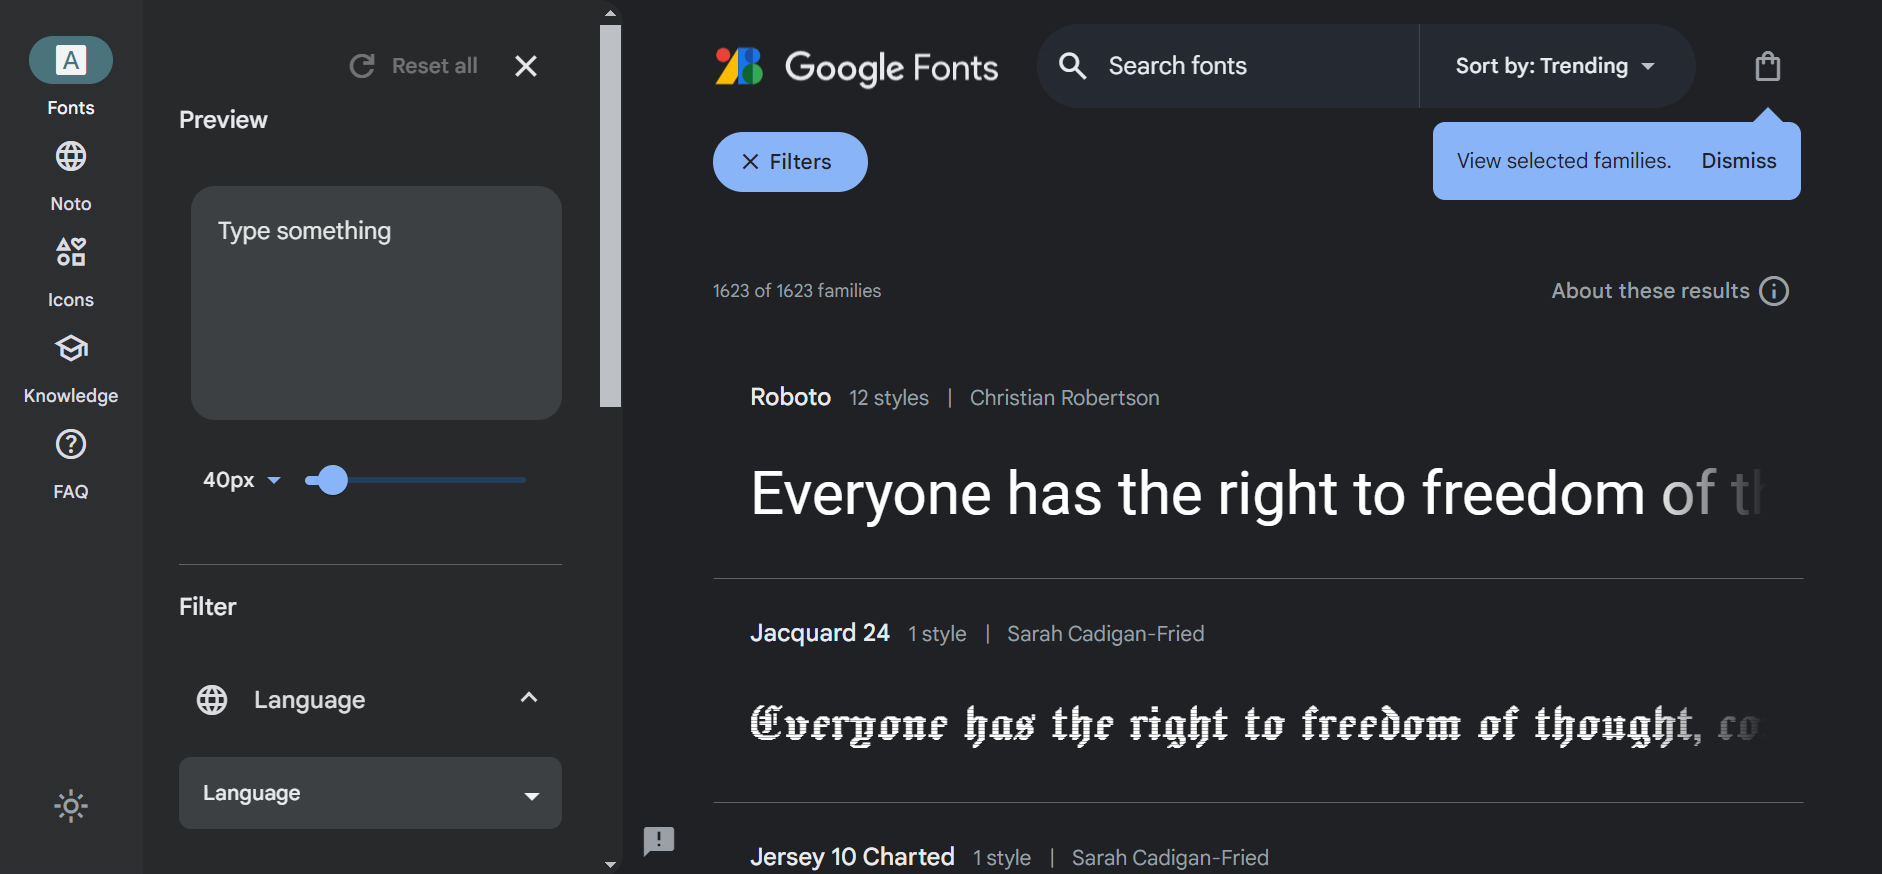 A
Fonts
Noto
Icons
Knowledge
FAQ
Reset all
Preview
Type something
40px
Filter
Language
Language
Google Fonts
Search fonts
Sort by: Trending
Filters
View selected families. Dismiss
1623 of 1623 families
About these results
Roboto 12 styles | Christian Robertson
Everyone has the right to freedom of th
Jacquard 24 1 style | Sarah Cadigan-Fried
Everyone has the right to freedom of thought, co
Jersey 10 Charted 1 style | Sarah Cadigan-Fried